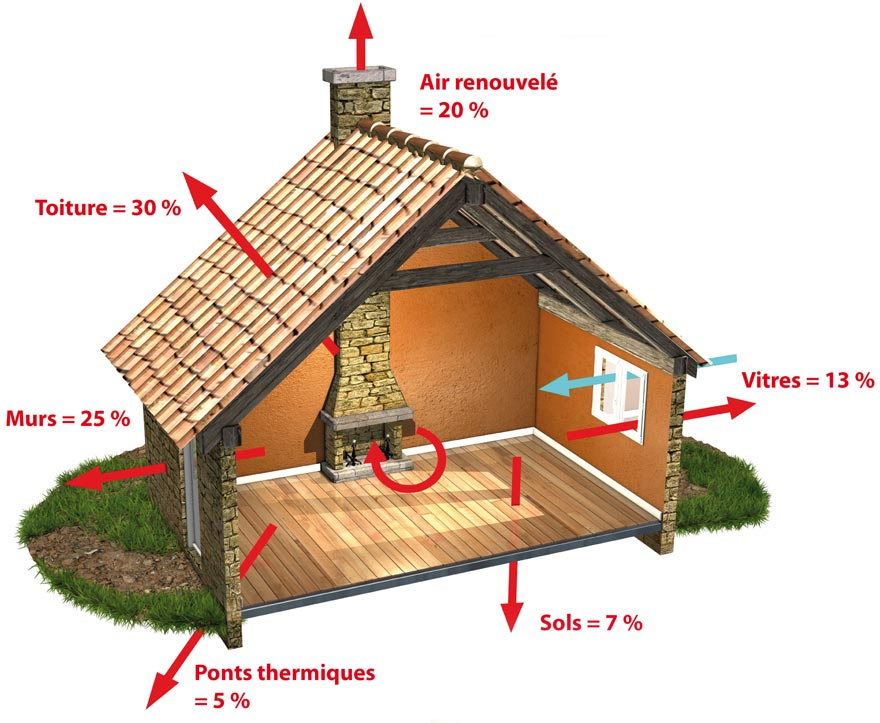 Air renouvelé
= 20 %
Toiture = 30 %
Vitres = 13 %
Murs = 25 %
Sols = 7 %
Ponts thermiques
= 5 %